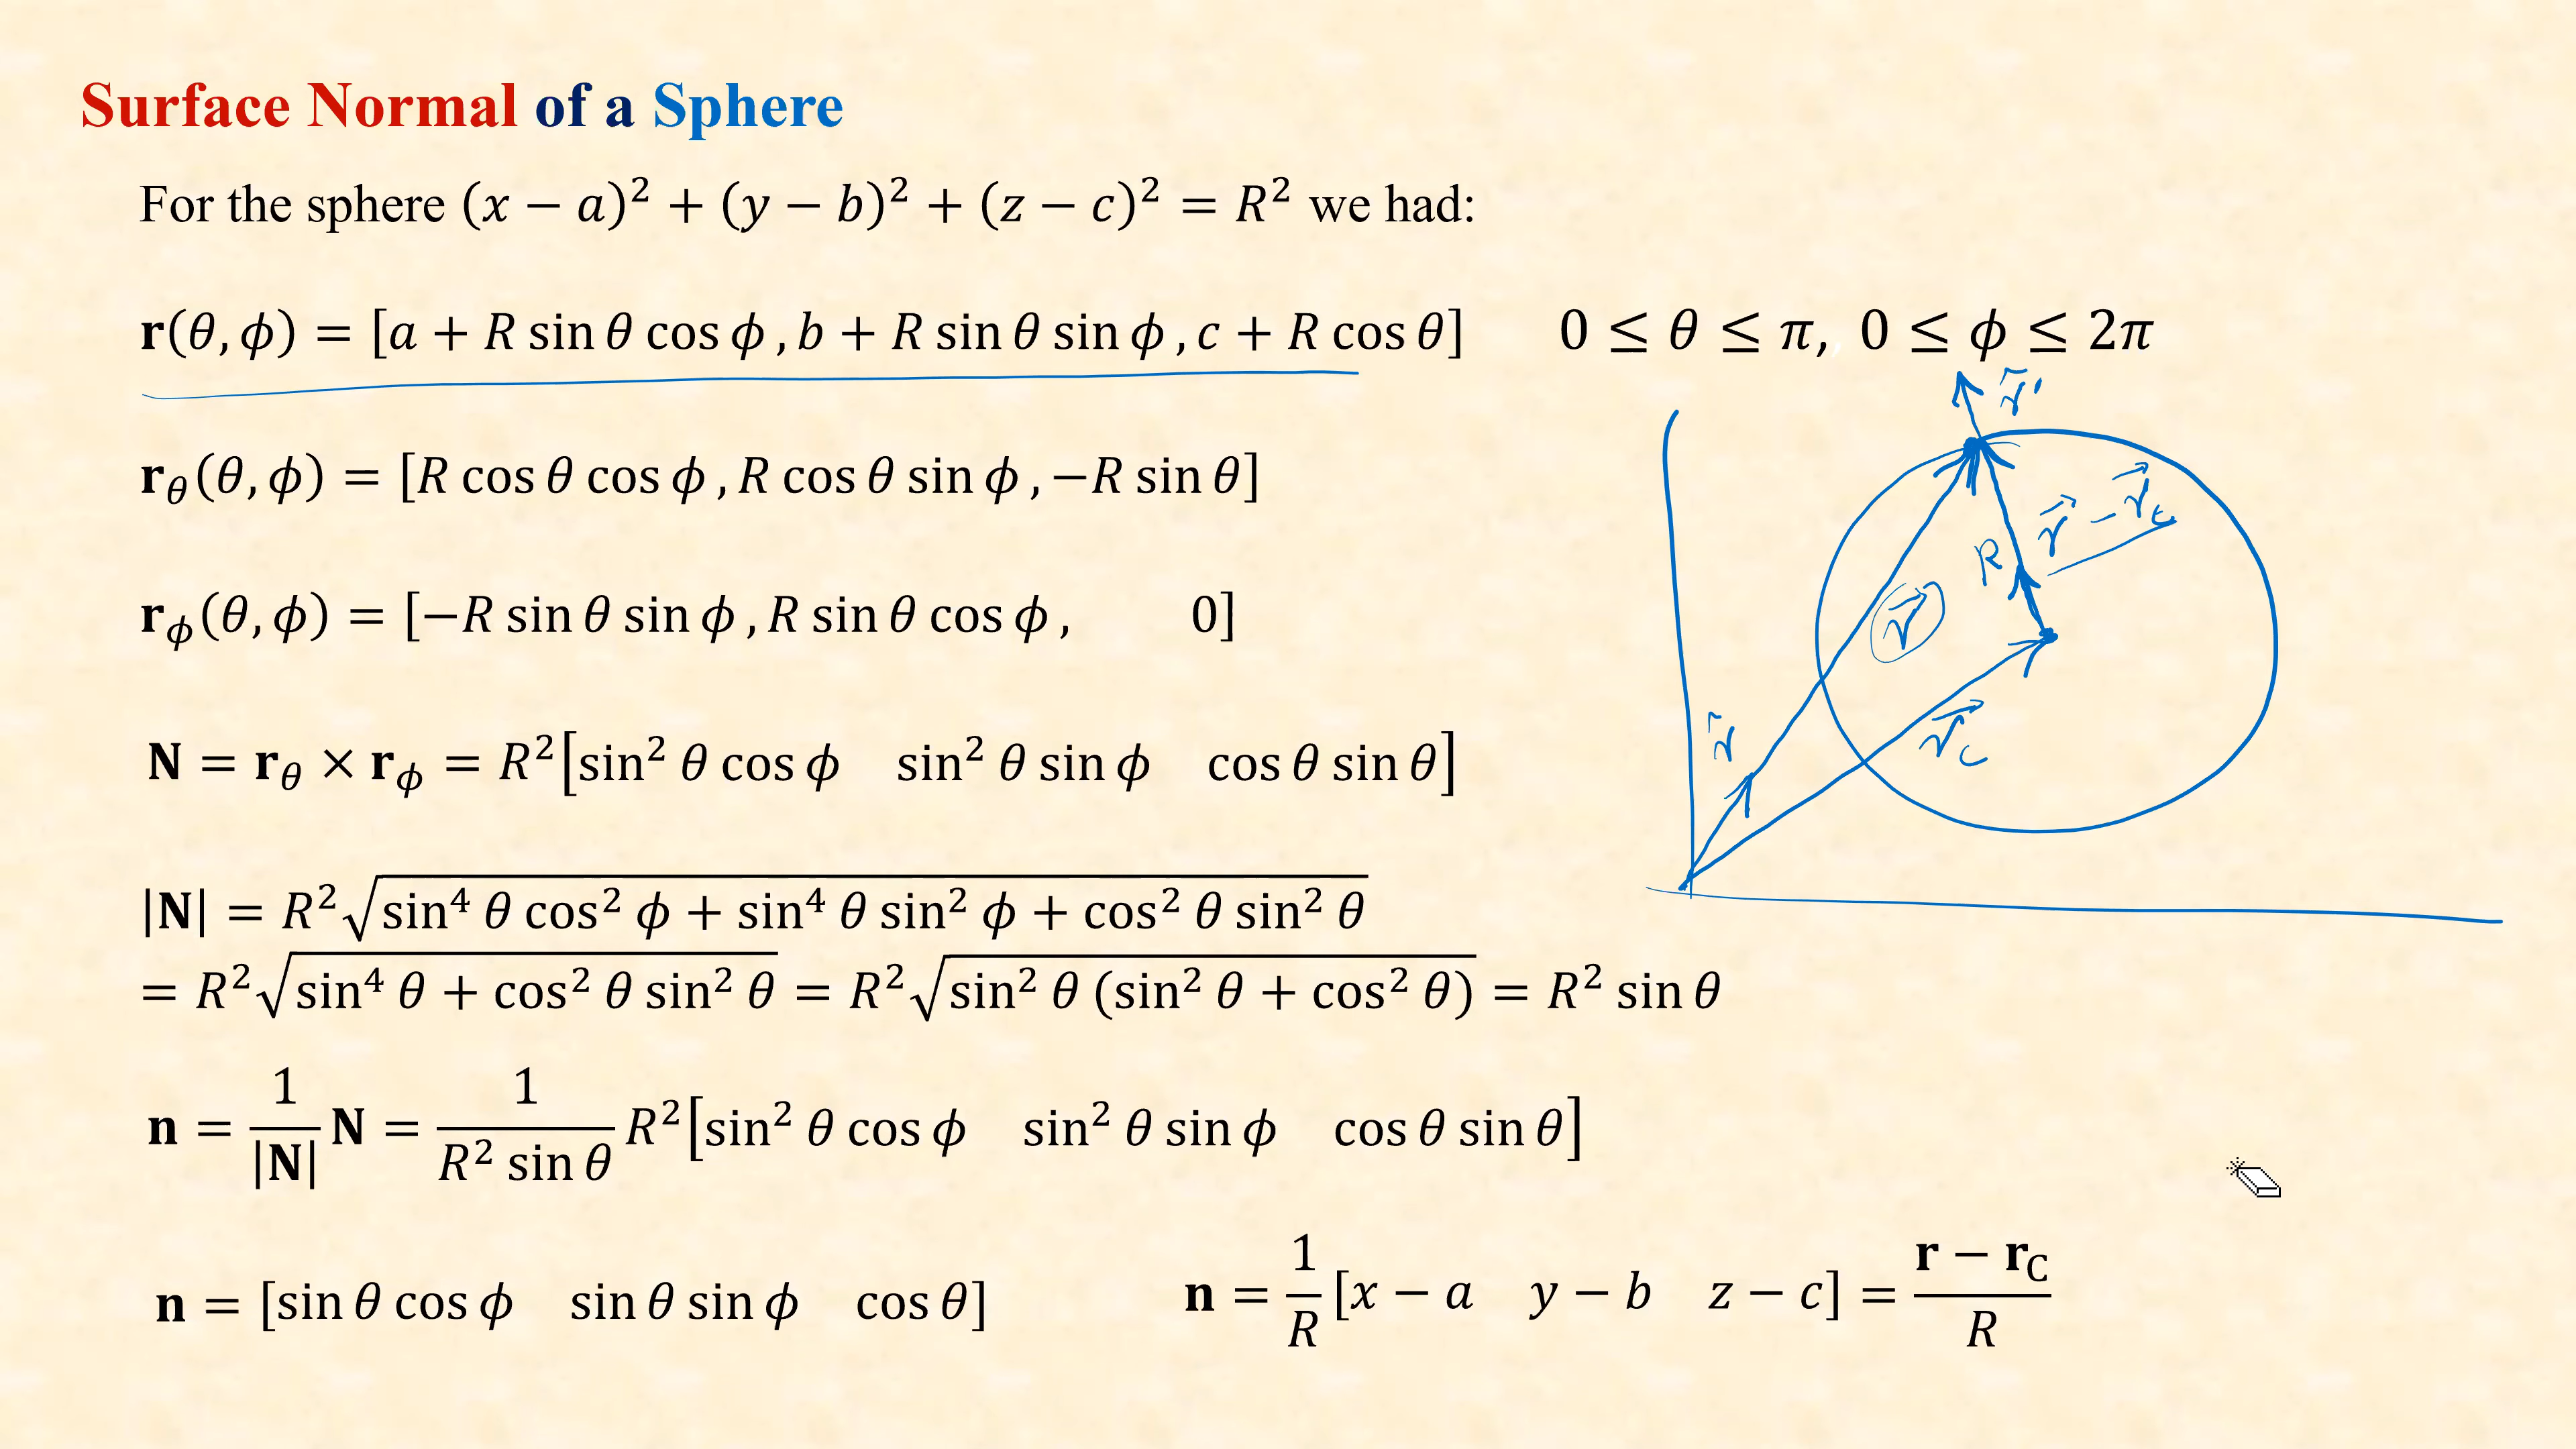 Surface Normal of a Sphere
For the sphere (x − a)² + (y − b)² + (z − c)² = R² we had:
𝐫(θ, ϕ) = [a + R sin θ cos ϕ , b + R sin θ sin ϕ , c + R cos θ] 0 ≤ θ ≤ π, 0 ≤ ϕ ≤ 2π
r⃗ − r⃗_c
𝐫_θ(θ, ϕ) = [R cos θ cos ϕ , R cos θ sin ϕ , −R sin θ]
R
𝐫_ϕ(θ, ϕ) = [−R sin θ sin ϕ , R sin θ cos ϕ , 0]
r⃗
r⃗_c
𝐍 = 𝐫_θ × 𝐫_ϕ = R²[sin² θ cos ϕ sin² θ sin ϕ cos θ sin θ]
|𝐍| = R²√(sin⁴ θ cos² ϕ + sin⁴ θ sin² ϕ + cos² θ sin² θ)
= R²√(sin⁴ θ + cos² θ sin² θ) = R²√(sin² θ (sin² θ + cos² θ)) = R² sin θ
𝐧 = 1/|𝐍| 𝐍 = 1/(R² sin θ) R²[sin² θ cos ϕ sin² θ sin ϕ cos θ sin θ]
𝐧 = [sin θ cos ϕ sin θ sin ϕ cos θ] 𝐧 = 1/R [x − a y − b z − c] = (𝐫 − 𝐫_C)/R